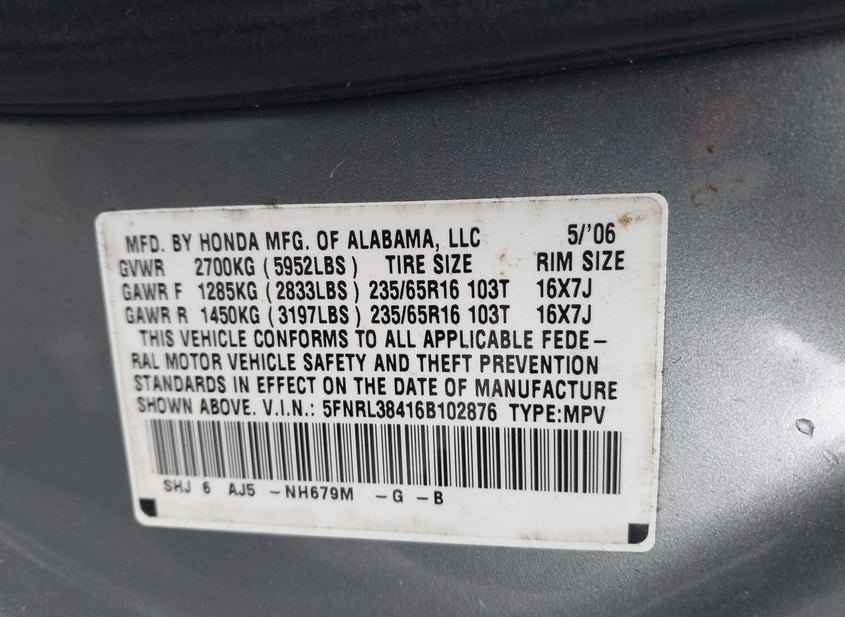 MFD. BY HONDA MFG. OF ALABAMA, LLC 5/'06
GVWR 2700KG (5952LBS) TIRE SIZE RIM SIZE
GAWR F 1285KG (2833LBS) 235/65R16 103T 16X7J
GAWR R 1450KG (3197LBS) 235/65R16 103T 16X7J
THIS VEHICLE CONFORMS TO ALL APPLICABLE FEDE-
RAL MOTOR VEHICLE SAFETY AND THEFT PREVENTION
STANDARDS IN EFFECT ON THE DATE OF MANUFACTURE
SHOWN ABOVE. V.I.N.: 5FNRL38416B102876 TYPE:MPV
SHJ 6 AJ5 -NH679M -G -B